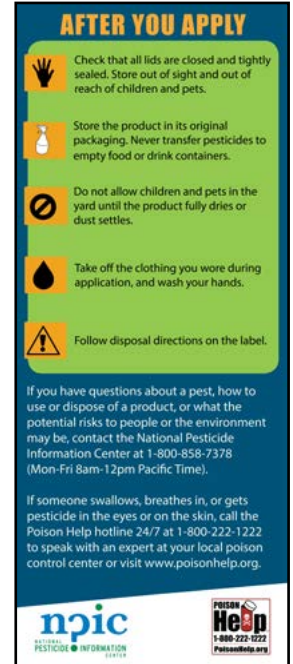 AFTER YOU APPLY
Check that all lids are closed and tightly
sealed. Store out of sight and out of
reach of children and pets.
Store the product in its original
packaging. Never transfer pesticides to
empty food or drink containers.
Do not allow children and pets in the
yard until the product fully dries or
dust settles.
Take off the clothing you wore during
application, and wash your hands.
Follow disposal directions on the label.
If you have questions about a pest, how to
use or dispose of a product, or what the
potential risks to people or the environment
may be, contact the National Pesticide
Information Center at 1-800-858-7378
(Mon-Fri 8am-12pm Pacific Time).
If someone swallows, breathes in, or gets
pesticide in the eyes or on the skin, call the
Poison Help hotline 24/7 at 1-800-222-1222
to speak with an expert at your local poison
control center or visit www.poisonhelp.org.
npic
NATIONAL
PESTICIDE INFORMATION
CENTER
POISON
Help
1-800-222-1222
PoisonHelp.org